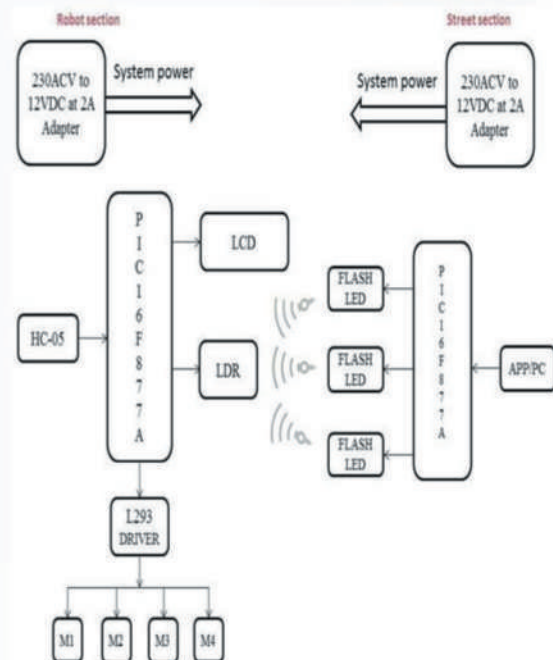 Robot section
Street section
230ACV to
12VDC at 2A
Adapter
System power
System power
230ACV to
12VDC at 2A
Adapter
P
I
C
1
6
F
8
7
7
A
LCD
HC-05
LDR
FLASH
LED
FLASH
LED
FLASH
LED
P
I
C
1
6
F
8
7
7
A
APP/PC
L293
DRIVER
M1
M2
M3
M4